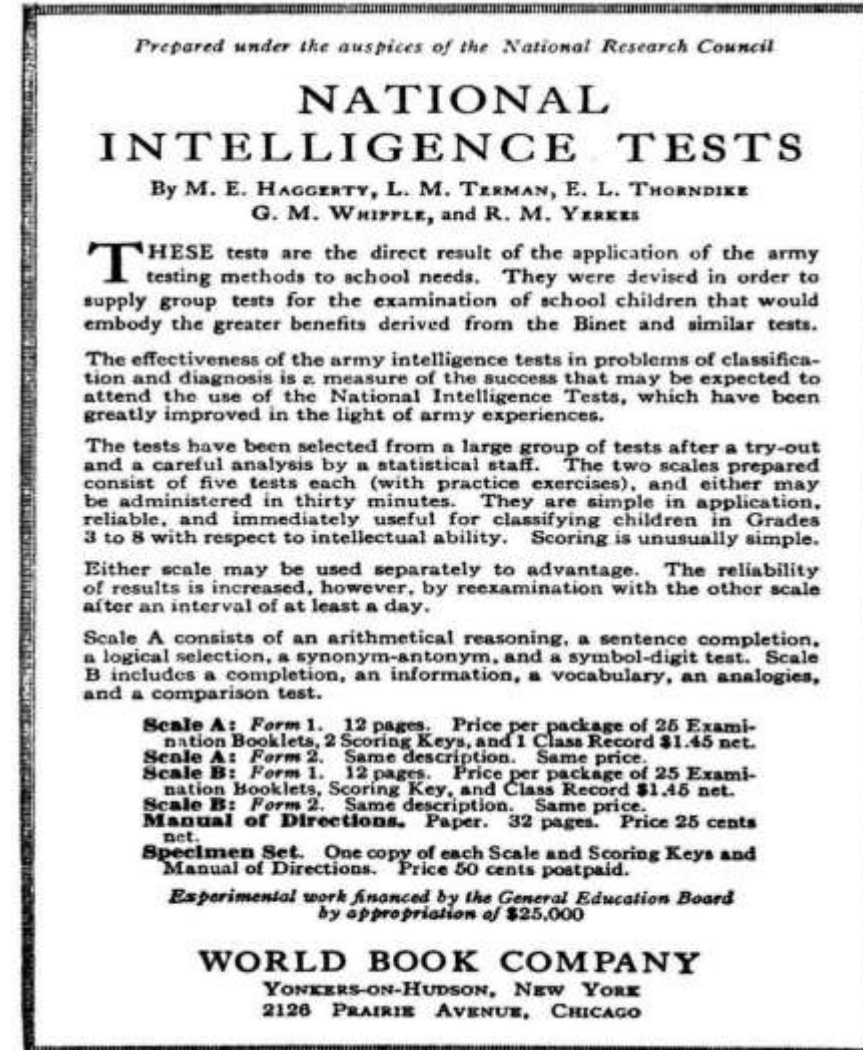 Prepared under the auspices of the National Research Council
NATIONAL
INTELLIGENCE TESTS
By M. E. HAGGERTY, L. M. TERMAN, E. L. THORNDIKE
G. M. WHIPPLE, and R. M. YERKES
THESE tests are the direct result of the application of the army
testing methods to school needs. They were devised in order to
supply group tests for the examination of school children that would
embody the greater benefits derived from the Binet and similar tests.
The effectiveness of the army intelligence tests in problems of classifica-
tion and diagnosis is a measure of the success that may be expected to
attend the use of the National Intelligence Tests, which have been
greatly improved in the light of army experiences.
The tests have been selected from a large group of tests after a try-out
and a careful analysis by a statistical staff. The two scales prepared
consist of five tests each (with practice exercises), and either may
be administered in thirty minutes. They are simple in application,
reliable, and immediately useful for classifying children in Grades
3 to 8 with respect to intellectual ability. Scoring is unusually simple.
Either scale may be used separately to advantage. The reliability
of results is increased, however, by reexamination with the other scale
after an interval of at least a day.
Scale A consists of an arithmetical reasoning, a sentence completion,
a logical selection, a synonym-antonym, and a symbol-digit test. Scale
B includes a completion, an information, a vocabulary, an analogies,
and a comparison test.
Scale A: Form 1. 12 pages. Price per package of 25 Exami-
nation Booklets, 2 Scoring Keys, and 1 Class Record $1.45 net.
Scale A: Form 2. Same description. Same price.
Scale B: Form 1. 12 pages. Price per package of 25 Exami-
nation Booklets, Scoring Key, and Class Record $1.45 net.
Scale B: Form 2. Same description. Same price.
Manual of Directions. Paper. 32 pages. Price 25 cents
net.
Specimen Set. One copy of each Scale and Scoring Keys and
Manual of Directions. Price 50 cents postpaid.
Experimental work financed by the General Education Board
by appropriation of $25,000
WORLD BOOK COMPANY
YONKERS-ON-HUDSON, NEW YORK
2126 PRAIRIE AVENUE, CHICAGO